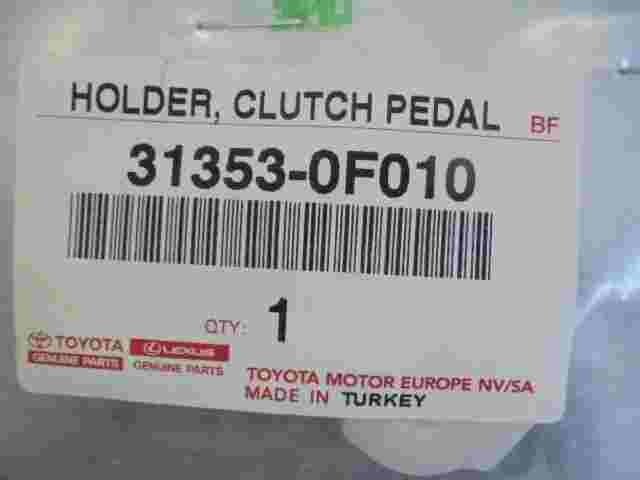 HOLDER, CLUTCH PEDAL BF
31353-0F010
QTY: 1
TOYOTA LEXUS
GENUINE PARTS GENUINE PARTS
TOYOTA MOTOR EUROPE NV/SA
MADE IN TURKEY